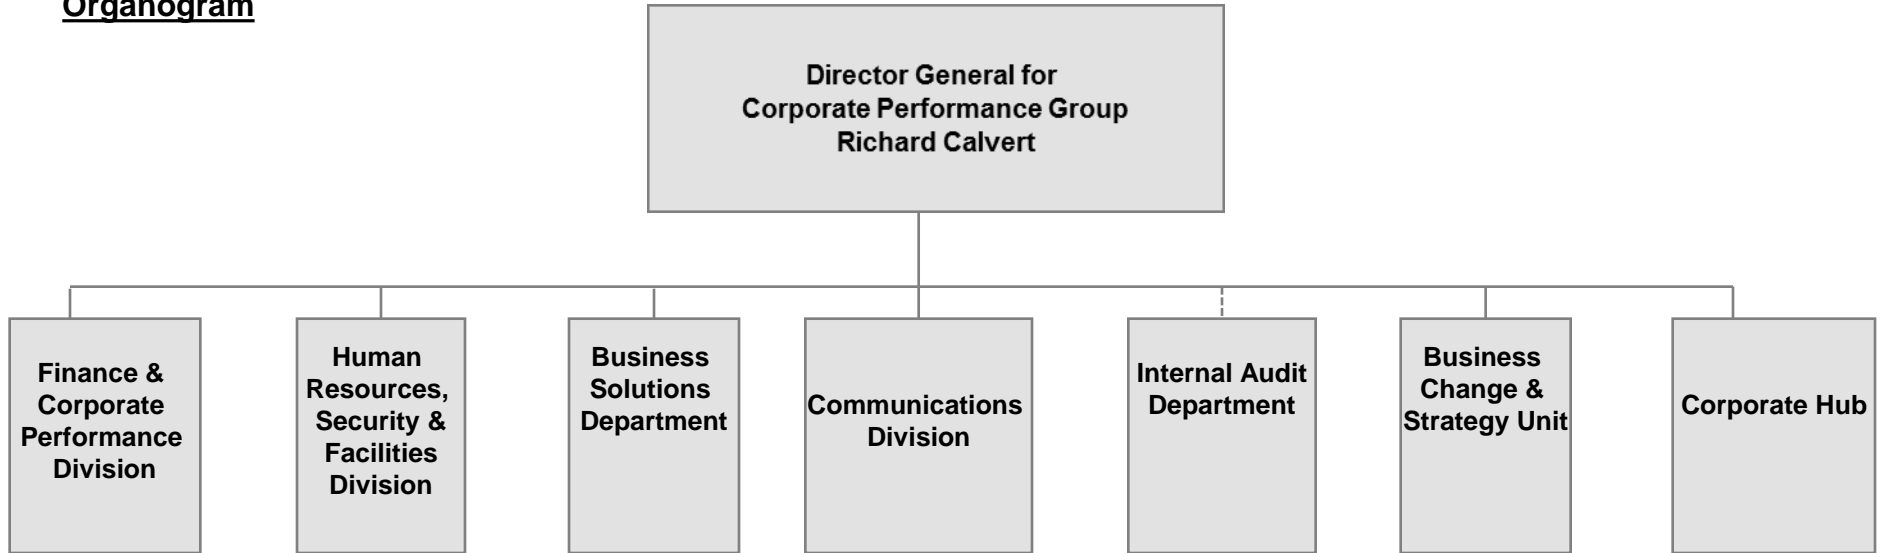 Organogram
Director General for
Corporate Performance Group
Richard Calvert
Finance &
Corporate
Performance
Division
Human
Resources,
Security &
Facilities
Division
Business
Solutions
Department
Communications
Division
Internal Audit
Department
Business
Change &
Strategy Unit
Corporate Hub